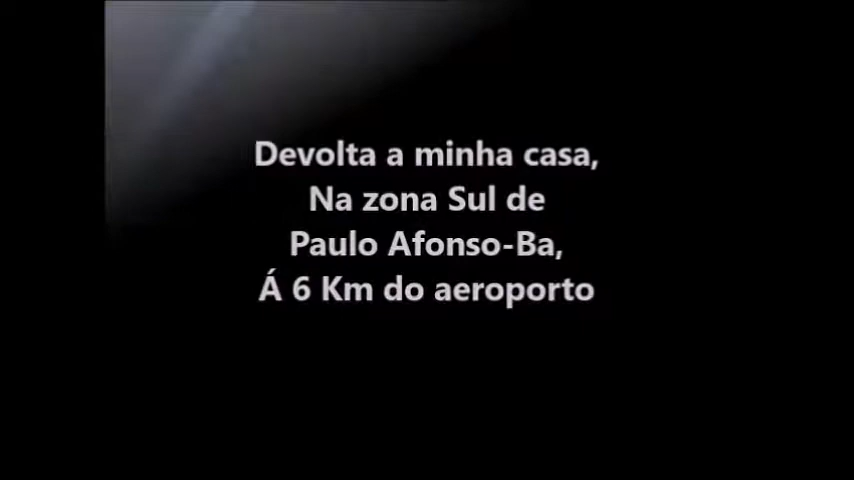 Devolta a minha casa,
Na zona Sul de
Paulo Afonso-Ba,
Á 6 Km do aeroporto